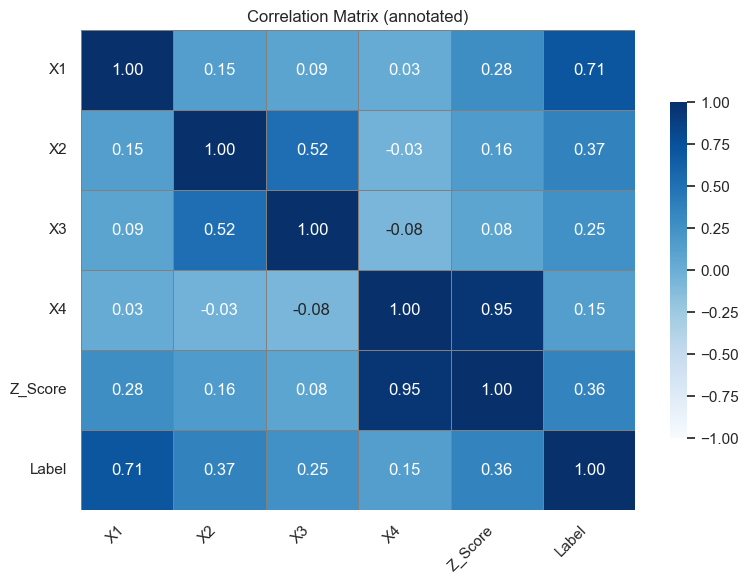 Correlation Matrix (annotated)
X1 1.00 0.15 0.09 0.03 0.28 0.71
X2 0.15 1.00 0.52 -0.03 0.16 0.37
X3 0.09 0.52 1.00 -0.08 0.08 0.25
X4 0.03 -0.03 -0.08 1.00 0.95 0.15
Z_Score 0.28 0.16 0.08 0.95 1.00 0.36
Label 0.71 0.37 0.25 0.15 0.36 1.00
X1 X2 X3 X4 Z_Score Label
1.00
0.75
0.50
0.25
0.00
−0.25
−0.50
−0.75
−1.00